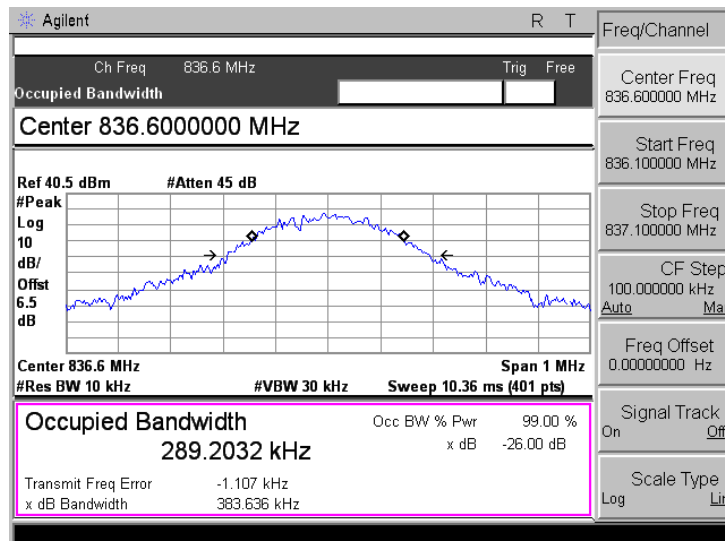 Agilent R T
Freq/Channel
Ch Freq 836.6 MHz Trig Free
Occupied Bandwidth
Center 836.6000000 MHz
Ref 40.5 dBm #Atten 45 dB
#Peak
Log
10
dB/
Offst
6.5
dB
Center 836.6 MHz Span 1 MHz
#Res BW 10 kHz #VBW 30 kHz Sweep 10.36 ms (401 pts)
Occupied Bandwidth
289.2032 kHz
Occ BW % Pwr 99.00 %
x dB -26.00 dB
Transmit Freq Error -1.107 kHz
x dB Bandwidth 383.636 kHz
Center Freq
836.600000 MHz
Start Freq
836.100000 MHz
Stop Freq
837.100000 MHz
CF Step
100.000000 kHz
Auto Ma
Freq Offset
0.00000000 Hz
Signal Track
On Off
Scale Type
Log Li